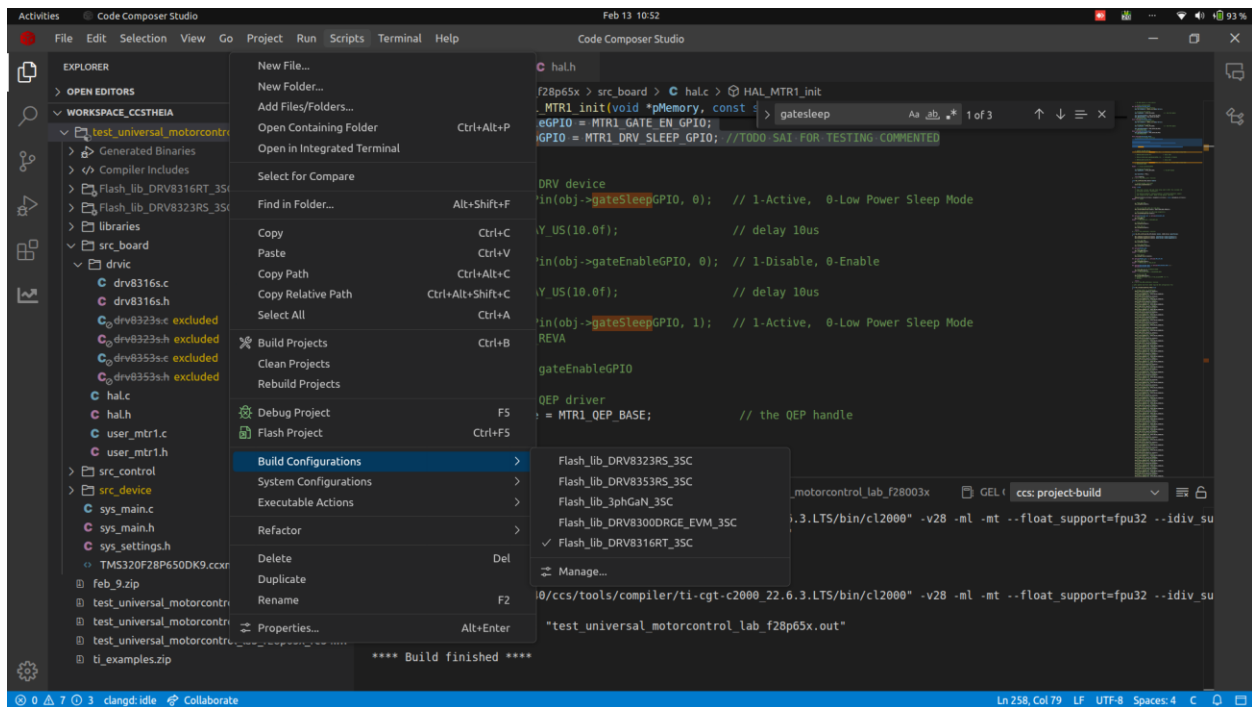 Activities Code Composer Studio Feb 13 10:52 93 %
File Edit Selection View Go Project Run Scripts Terminal Help Code Composer Studio
EXPLORER
OPEN EDITORS
WORKSPACE_CCSTHEIA
test_universal_motorcontro
Generated Binaries
Compiler Includes
Flash_lib_DRV8316RT_3S
Flash_lib_DRV8323RS_3S
libraries
src_board
drvic
C drv8316s.c
C drv8316s.h
C drv8323s.c excluded
C drv8323s.h excluded
C drv8353s.c excluded
C drv8353s.h excluded
C hal.c
C hal.h
C user_mtr1.c
C user_mtr1.h
src_control
src_device
C sys_main.c
C sys_main.h
C sys_settings.h
TMS320F28P650DK9.ccxm
feb_9.zip
test_universal_motorcontro
test_universal_motorcontro
test_universal_motorcontro
ti_examples.zip
New File...
New Folder...
Add Files/Folders...
Open Containing Folder Ctrl+Alt+P
Open in Integrated Terminal
Select for Compare
Find in Folder... Alt+Shift+F
Copy Ctrl+C
Paste Ctrl+V
Copy Path Ctrl+Alt+C
Copy Relative Path Ctrl+Alt+Shift+C
Select All Ctrl+A
Build Projects Ctrl+B
Clean Projects
Rebuild Projects
Debug Project F5
Flash Project Ctrl+F5
Build Configurations
System Configurations
Executable Actions
Refactor
Delete Del
Duplicate
Rename F2
Properties... Alt+Enter
Flash_lib_DRV8323RS_3SC
Flash_lib_DRV8353RS_3SC
Flash_lib_3phGaN_3SC
Flash_lib_DRV8300DRGE_EVM_3SC
Flash_lib_DRV8316RT_3SC
Manage...
C hal.h
f28p65x > src_board > C hal.c > HAL_MTR1_init
_MTR1_init(void *pMemory, const s
gatesleep Aa ab .* 1 of 3
eGPIO = MTR1_GATE_EN_GPIO;
pGPIO = MTR1_DRV_SLEEP_GPIO; //TODO SAI FOR TESTING COMMENTED
DRV device
Pin(obj->gateSleepGPIO, 0); // 1-Active, 0-Low Power Sleep Mode
AY_US(10.0f); // delay 10us
Pin(obj->gateEnableGPIO, 0); // 1-Disable, 0-Enable
AY_US(10.0f); // delay 10us
Pin(obj->gateSleepGPIO, 1); // 1-Active, 0-Low Power Sleep Mode
REVA
gateEnableGPIO
QEP driver
e = MTR1_QEP_BASE; // the QEP handle
_motorcontrol_lab_f28003x GEL ( ccs: project-build
6.3.LTS/bin/cl2000" -v28 -ml -mt --float_support=fpu32 --idiv_su
40/ccs/tools/compiler/ti-cgt-c2000_22.6.3.LTS/bin/cl2000" -v28 -ml -mt --float_support=fpu32 --idiv_su
"test_universal_motorcontrol_lab_f28p65x.out"
**** Build finished ****
0 7 3 clangd: idle Collaborate Ln 258, Col 79 LF UTF-8 Spaces: 4 C